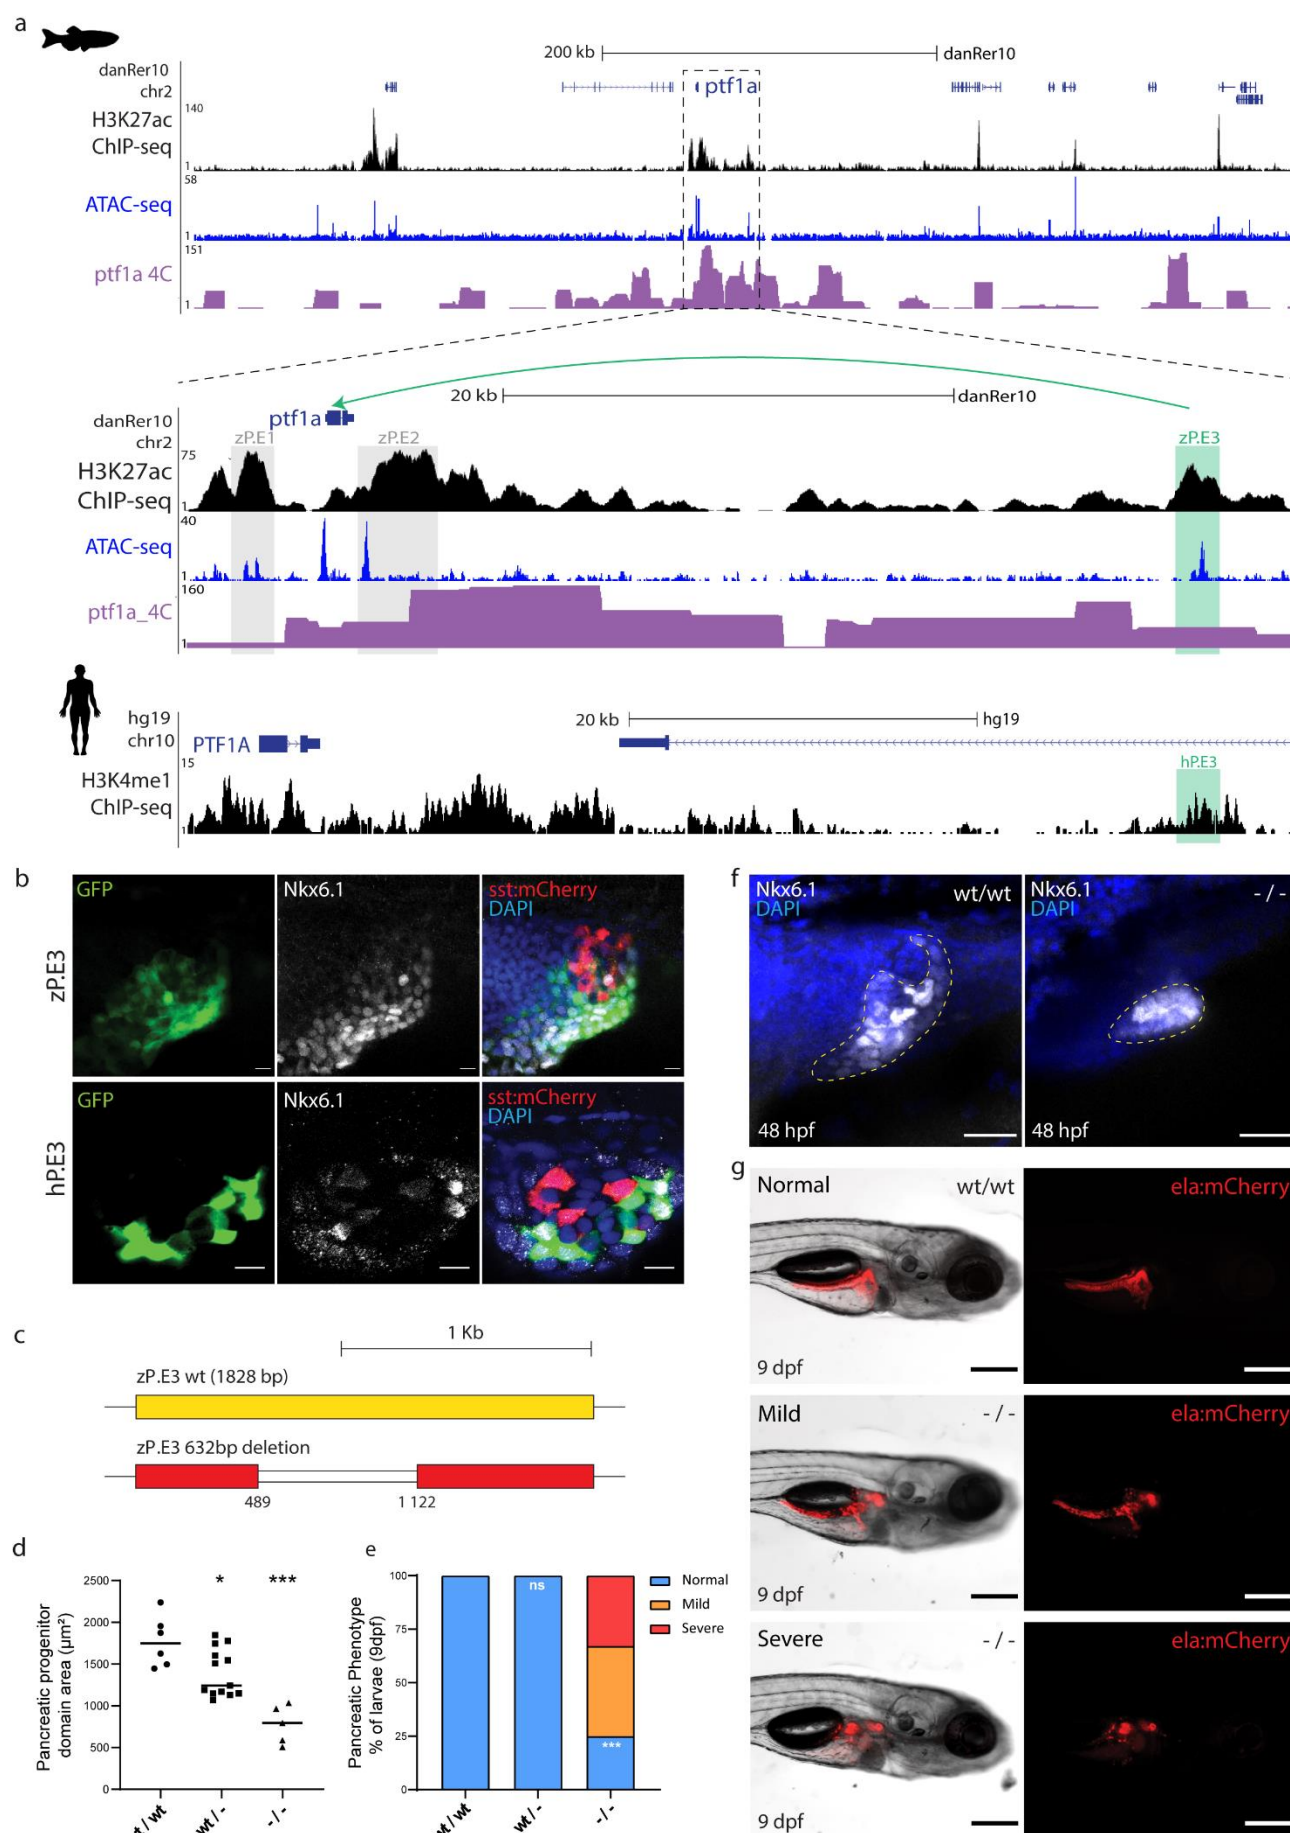 a
200 kb
danRer10
danRer10
chr2
ptf1a
140
H3K27ac
ChIP-seq
1
58
ATAC-seq
1
151
ptf1a 4C
1
20 kb
danRer10
danRer10
chr2
ptf1a
zP.E1
zP.E2
zP.E3
75
H3K27ac
ChIP-seq
1
40
ATAC-seq
1
160
ptf1a_4C
1
hg19
chr10
20 kb
hg19
PTF1A
15
H3K4me1
ChIP-seq
1
hP.E3
b
zP.E3
GFP
Nkx6.1
sst:mCherry
DAPI
hP.E3
GFP
Nkx6.1
sst:mCherry
DAPI
c
1 Kb
zP.E3 wt (1828 bp)
zP.E3 632bp deletion
489
1 122
d
Pancreatic progenitor
domain area (µm²)
2500
2000
1500
1000
500
0
*
***
wt / -
- / -
e
Pancreatic Phenotype
% of larvae (9dpf)
100
75
50
25
0
ns
***
Normal
Mild
Severe
wt / wt
wt / -
- / -
f
Nkx6.1
DAPI
wt/wt
48 hpf
Nkx6.1
DAPI
- / -
48 hpf
g
Normal
wt/wt
9 dpf
ela:mCherry
Mild
- / -
9 dpf
ela:mCherry
Severe
- / -
9 dpf
ela:mCherry